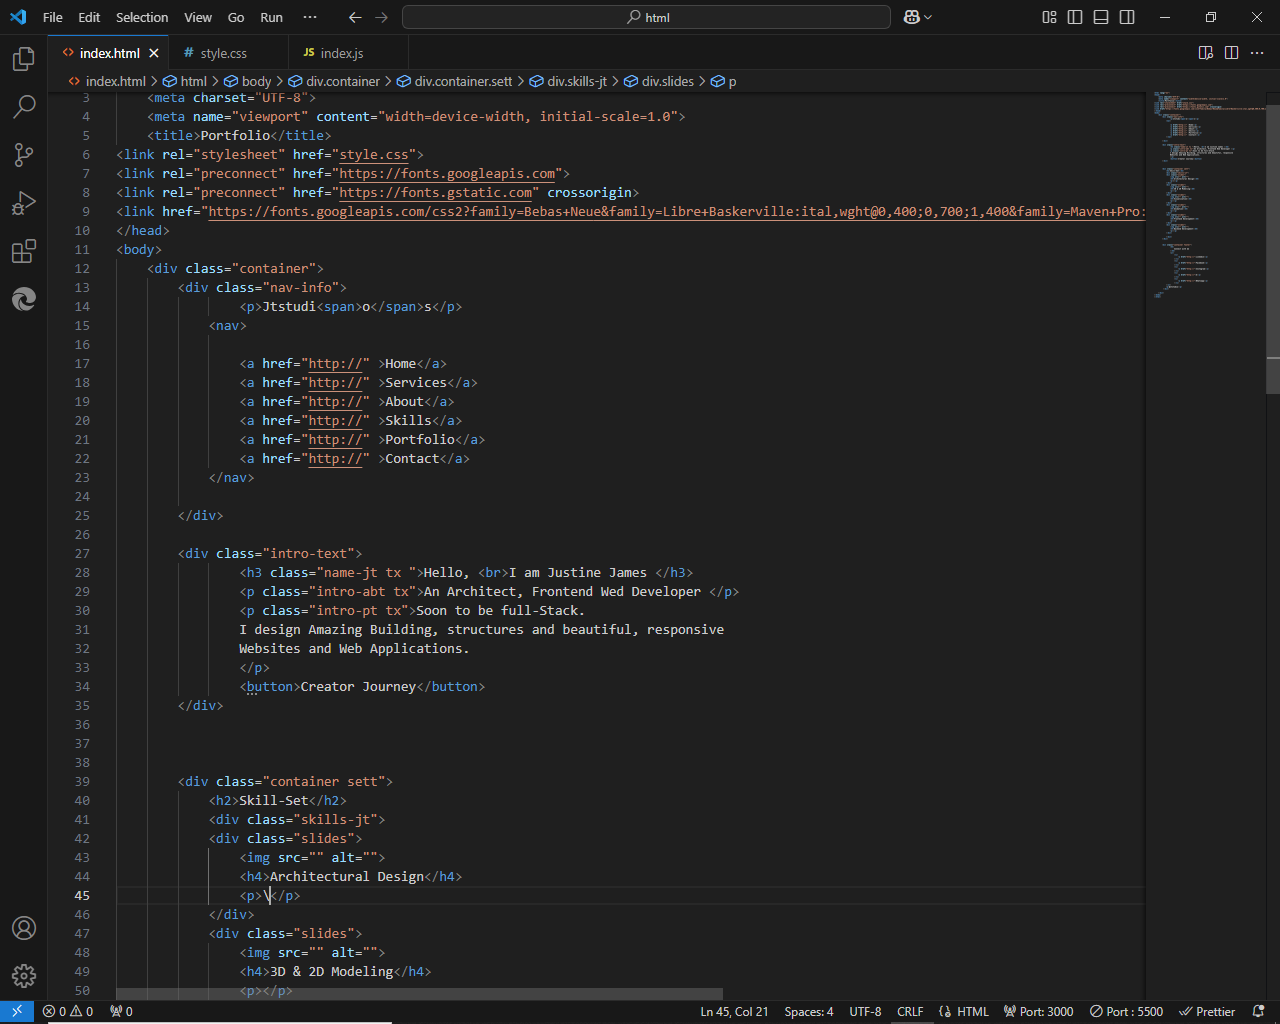 File Edit Selection View Go Run ··· html
index.html # style.css JS index.js
index.html > html > body > div.container > div.container.sett > div.skills-jt > div.slides > p
3 <meta charset="UTF-8">
4 <meta name="viewport" content="width=device-width, initial-scale=1.0">
5 <title>Portfolio</title>
6 <link rel="stylesheet" href="style.css">
7 <link rel="preconnect" href="https://fonts.googleapis.com">
8 <link rel="preconnect" href="https://fonts.gstatic.com" crossorigin>
9 <link href="https://fonts.googleapis.com/css2?family=Bebas+Neue&family=Libre+Baskerville:ital,wght@0,400;0,700;1,400&family=Maven+Pro:
10 </head>
11 <body>
12 <div class="container">
13 <div class="nav-info">
14 <p>Jtstudi<span>o</span>s</p>
15 <nav>
16
17 <a href="http://" >Home</a>
18 <a href="http://" >Services</a>
19 <a href="http://" >About</a>
20 <a href="http://" >Skills</a>
21 <a href="http://" >Portfolio</a>
22 <a href="http://" >Contact</a>
23 </nav>
24
25 </div>
26
27 <div class="intro-text">
28 <h3 class="name-jt tx ">Hello, <br>I am Justine James </h3>
29 <p class="intro-abt tx">An Architect, Frontend Wed Developer </p>
30 <p class="intro-pt tx">Soon to be full-Stack.
31 I design Amazing Building, structures and beautiful, responsive
32 Websites and Web Applications.
33 </p>
34 <button>Creator Journey</button>
35 </div>
36
37
38
39 <div class="container sett">
40 <h2>Skill-Set</h2>
41 <div class="skills-jt">
42 <div class="slides">
43 <img src="" alt="">
44 <h4>Architectural Design</h4>
45 <p>\</p>
46 </div>
47 <div class="slides">
48 <img src="" alt="">
49 <h4>3D & 2D Modeling</h4>
50 <p></p>
0 0 0 Ln 45, Col 21 Spaces: 4 UTF-8 CRLF {} HTML Port: 3000 Port : 5500 Prettier